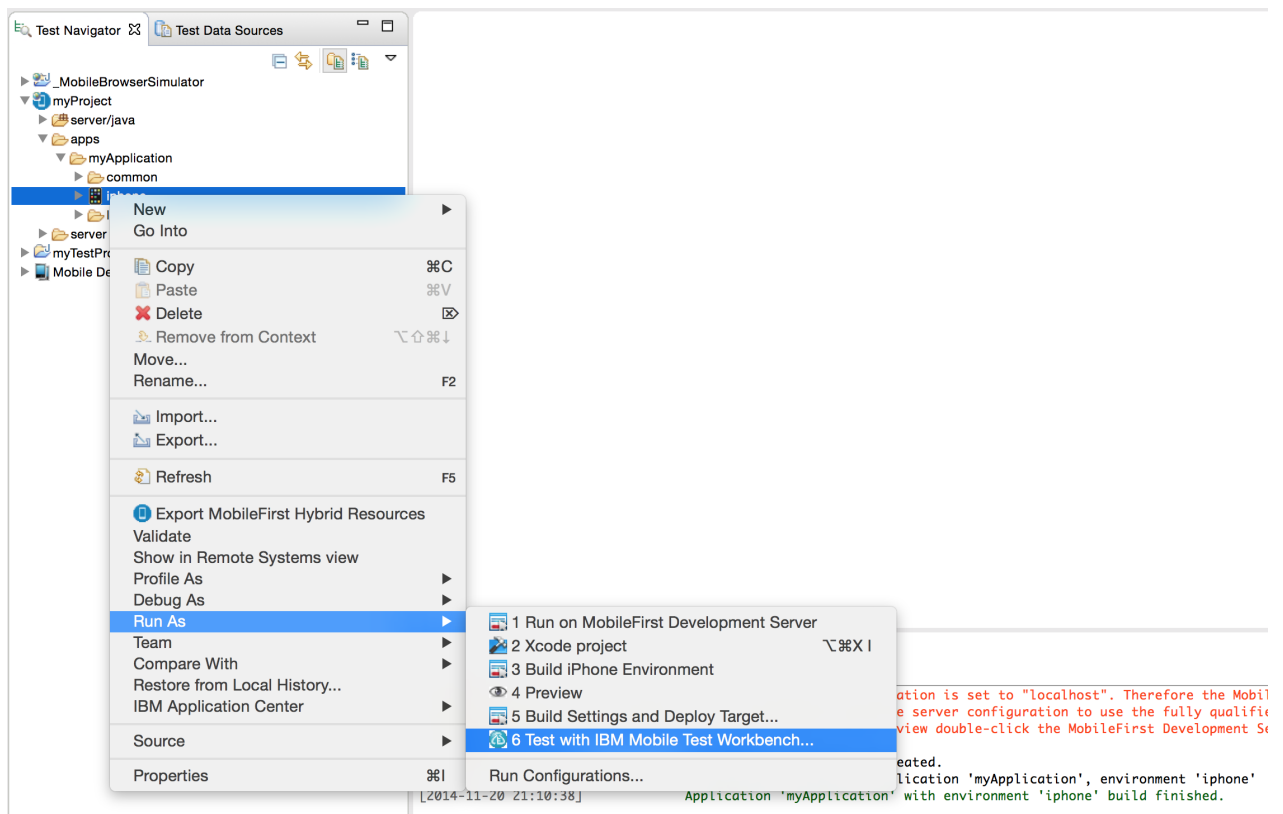 Test Navigator
Test Data Sources
_MobileBrowserSimulator
myProject
server/java
apps
myApplication
common
iphone
server
myTestPro
Mobile De
New
Go Into
Copy ⌘C
Paste ⌘V
Delete ⌦
Remove from Context ⌥⇧⌘↓
Move...
Rename... F2
Import...
Export...
Refresh F5
Export MobileFirst Hybrid Resources
Validate
Show in Remote Systems view
Profile As
Debug As
Run As
Team
Compare With
Restore from Local History...
IBM Application Center
Source
Properties ⌘I
1 Run on MobileFirst Development Server
2 Xcode project ⌥⌘X I
3 Build iPhone Environment
4 Preview
5 Build Settings and Deploy Target...
6 Test with IBM Mobile Test Workbench...
Run Configurations...
ation is set to "localhost". Therefore the Mobil
e server configuration to use the fully qualifie
view double-click the MobileFirst Development Se
eated.
lication 'myApplication', environment 'iphone'
[2014-11-20 21:10:38] Application 'myApplication' with environment 'iphone' build finished.